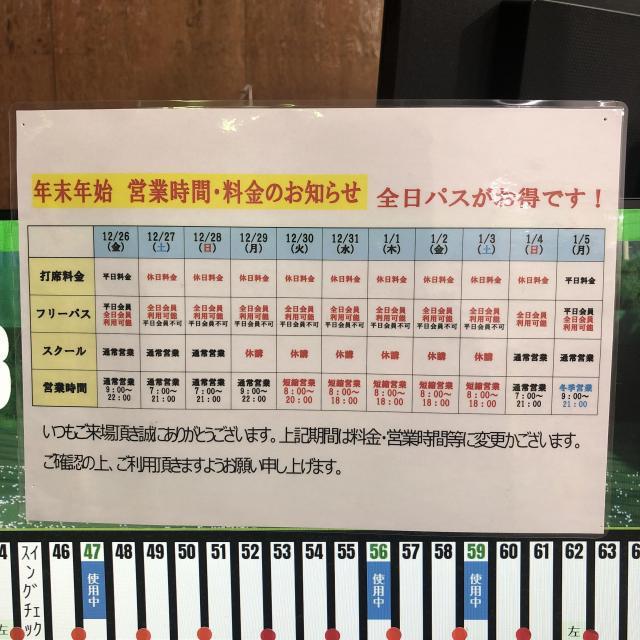 年末年始 営業時間・料金のお知らせ 全日パスがお得です！
12/26 12/27 12/28 12/29 12/30 12/31 1/1 1/2 1/3 1/4 1/5
(金) (土) (日) (月) (火) (水) (木) (金) (土) (日) (月)
打席料金 平日料金 休日料金 休日料金 休日料金 休日料金 休日料金 休日料金 休日料金 休日料金 休日料金 平日料金
フリーパス
平日会員 全日会員 全日会員 全日会員 全日会員 全日会員 全日会員 全日会員 全日会員 全日会員 平日会員
全日会員 利用可能 利用可能 利用可能 利用可能 利用可能 利用可能 利用可能 利用可能 利用可能 全日会員
利用可能 平日会員不可 平日会員不可 平日会員不可 平日会員不可 平日会員不可 平日会員不可 平日会員不可 平日会員不可 利用可能
スクール 通常営業 通常営業 通常営業 休講 休講 休講 休講 休講 休講 通常営業 通常営業
営業時間
通常営業 通常営業 通常営業 通常営業 短縮営業 短縮営業 短縮営業 短縮営業 短縮営業 通常営業 冬季営業
9：00～ 7：00～ 7：00～ 9：00～ 8：00～ 8：00～ 8：00～ 8：00～ 8：00～ 7：00～ 9：00～
22：00 21：00 21：00 22：00 20：00 18：00 18：00 18：00 18：00 21：00 21：00
いつもご来場頂き誠にありがとうございます。上記期間は料金・営業時間等に変更がございます。
ご確認の上、ご利用頂きますようお願い申し上げます。
スイングチェック
46 47 48 49 50 51 52 53 54 55 56 57 58 59 60 61 62 63
使用中 使用中 使用中
左 左